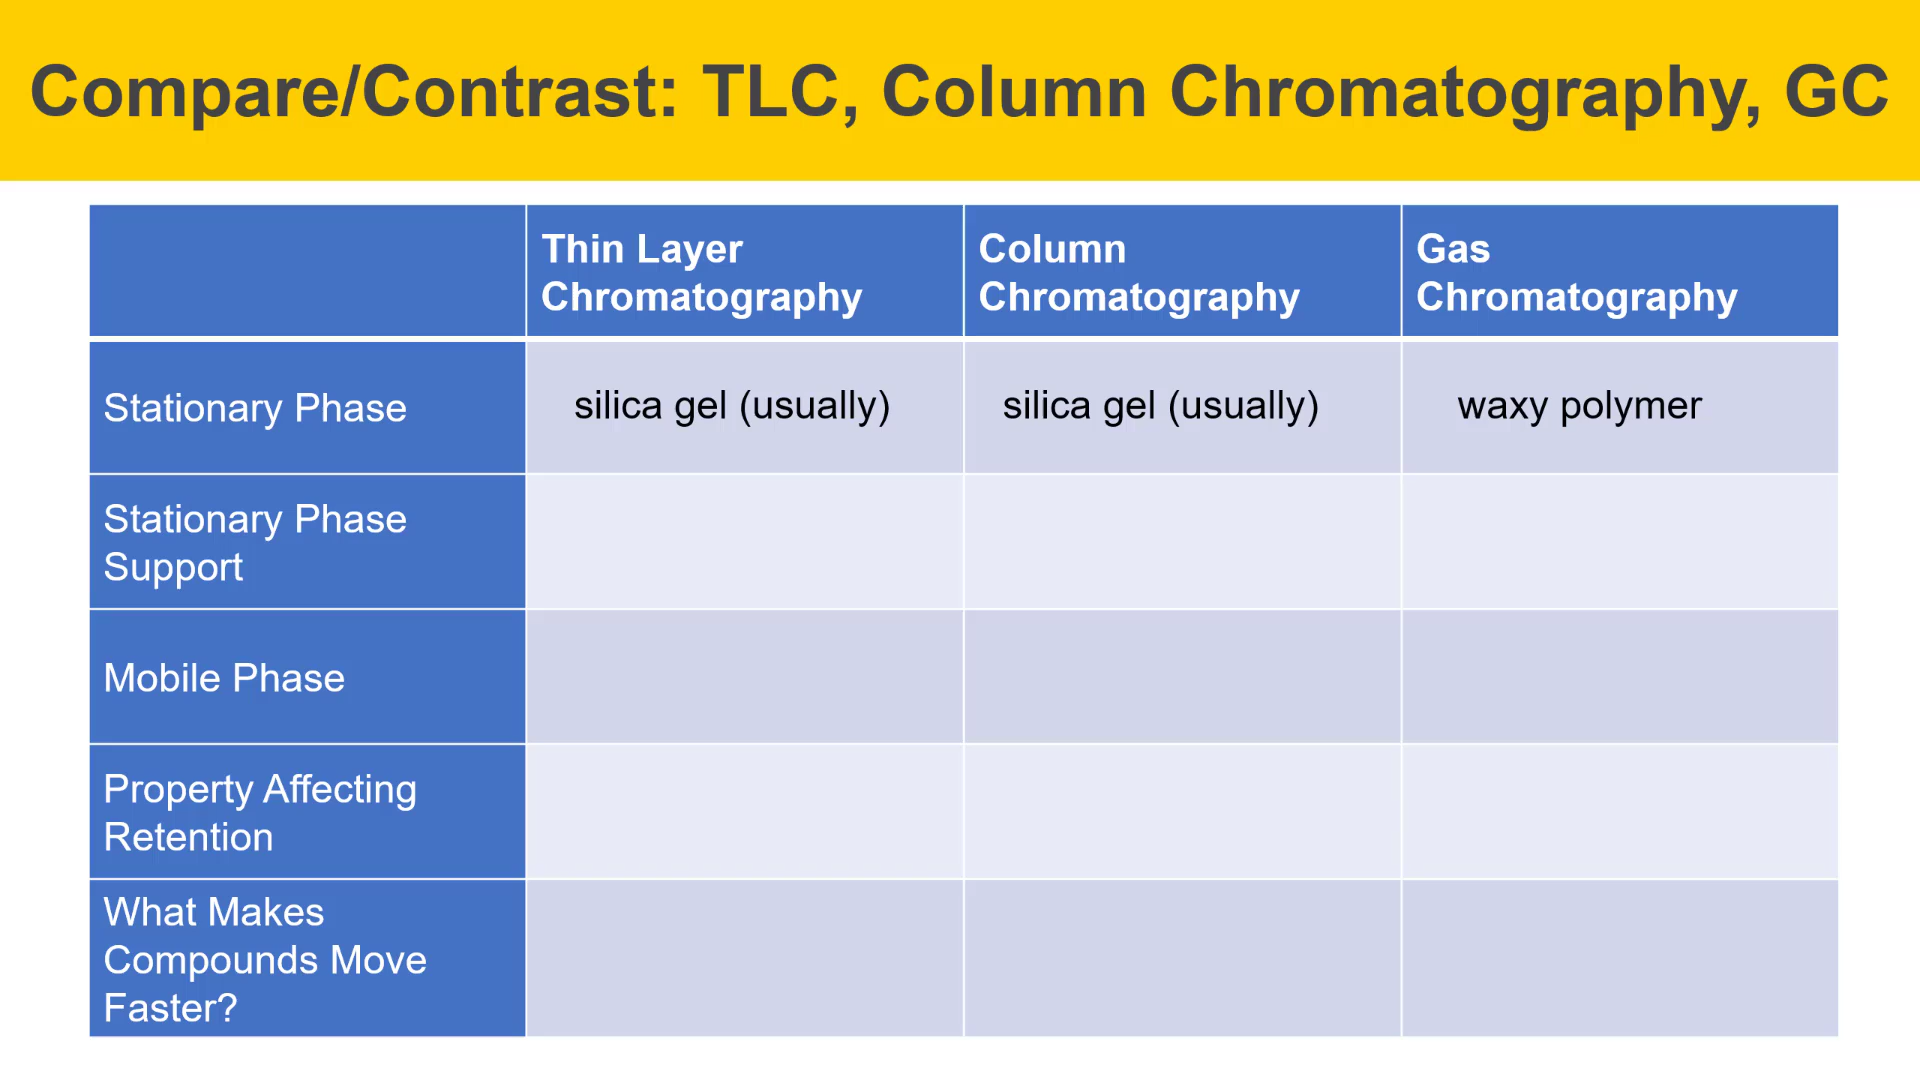 Compare/Contrast: TLC, Column Chromatography, GC
Thin Layer
Chromatography
Column
Chromatography
Gas
Chromatography
Stationary Phase
silica gel (usually)
silica gel (usually)
waxy polymer
Stationary Phase
Support
Mobile Phase
Property Affecting
Retention
What Makes
Compounds Move
Faster?